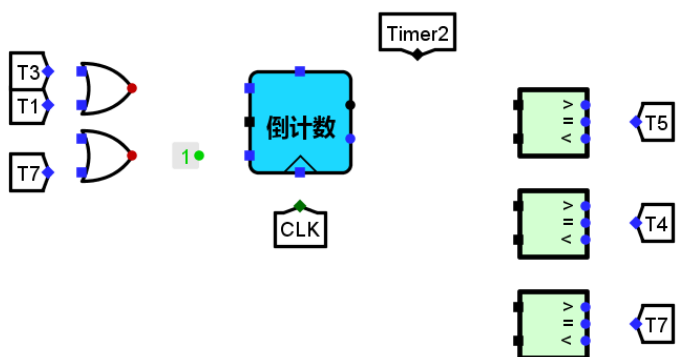 Timer2
T3
T1
T7
1
倒计数
CLK
>
=
<
T5
>
=
<
T4
>
=
<
T7